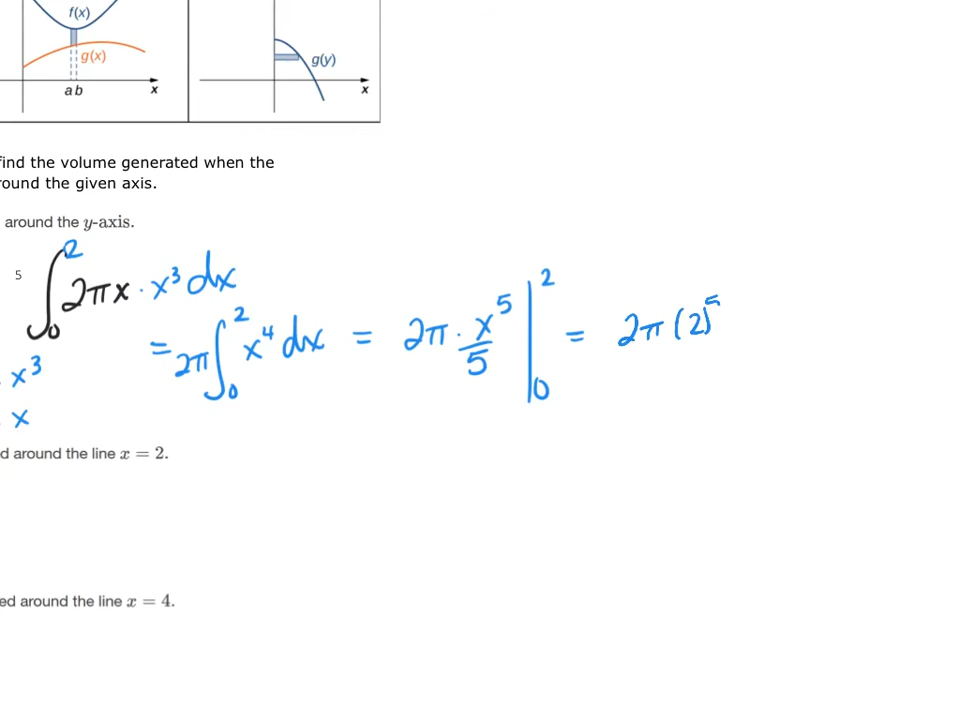 f(x)
g(x)
a b
x
g(y)
x
find the volume generated when the
round the given axis.
around the y-axis.
5
∫₀² 2πx · x³ dx
= 2π ∫₀² x⁴ dx = 2π · x⁵/5 |₀² = 2π (2)⁵
x³
x
d around the line x = 2.
ed around the line x = 4.